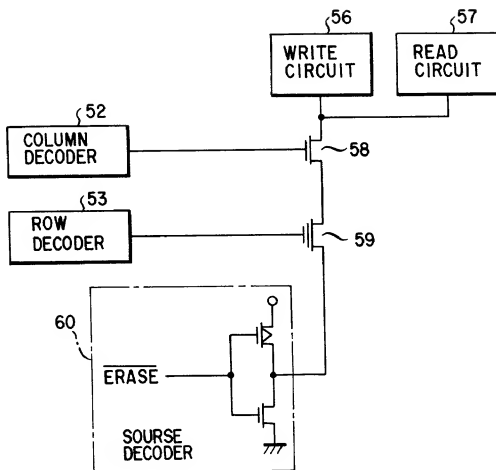 56
57
WRITE
CIRCUIT
READ
CIRCUIT
52
COLUMN
DECODER
58
53
ROW
DECODER
59
60
ERASE
SOURSE
DECODER